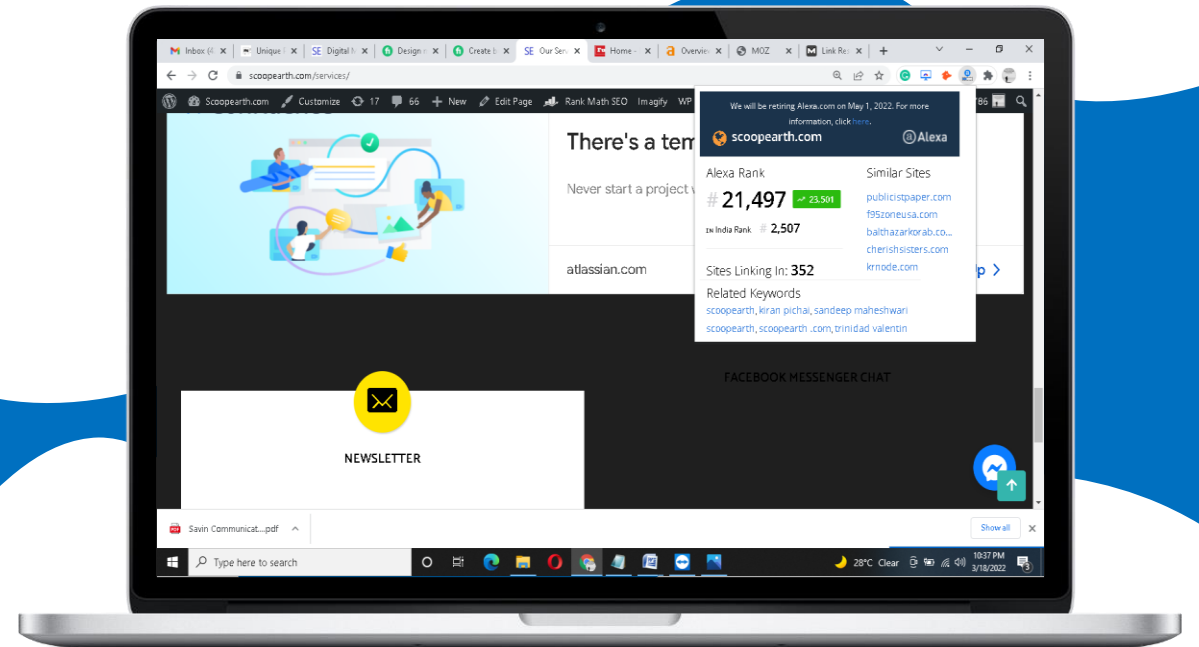 Inbox (4 Unique SE Digital Design Create b SE Our Serv Home - Overvie MOZ Link Re
scoopearth.com/services/
Scoopearth.com Customize 17 66 New Edit Page Rank Math SEO Imagify WP
We will be retiring Alexa.com on May 1, 2022. For more
information, click here.
scoopearth.com Alexa
There's a tem
Never start a project
atlassian.com
Alexa Rank
# 21,497 23,501
IN India Rank # 2,507
Sites Linking In: 352
Similar Sites
publicistpaper.com
f95zoneusa.com
balthazarkorab.co...
cherishsisters.com
krnode.com
Related Keywords
scoopearth, kiran pichai, sandeep maheshwari
scoopearth, scoopearth .com, trinidad valentin
FACEBOOK MESSENGER CHAT
NEWSLETTER
Savin Communicat....pdf Show all
Type here to search 28°C Clear 10:37 PM
3/18/2022